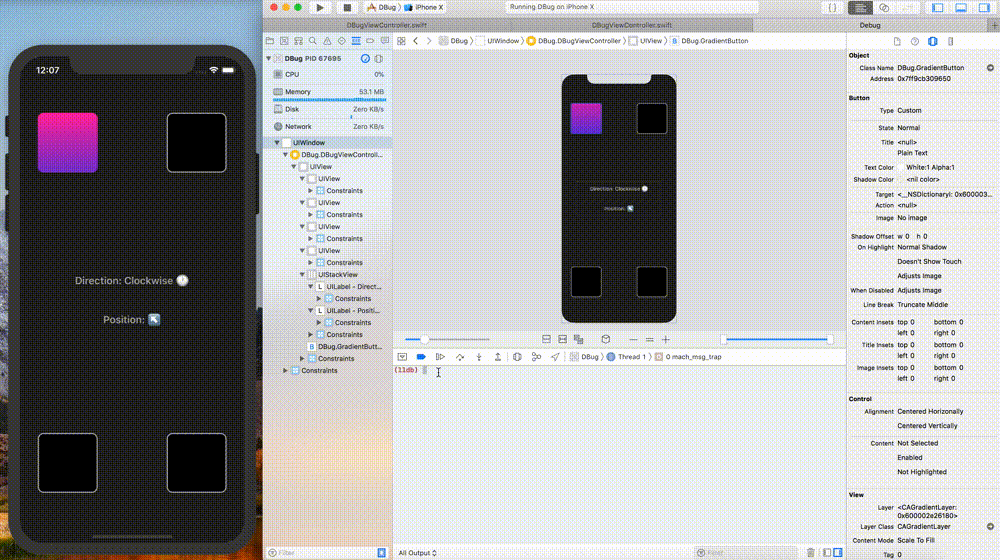 12:07
Direction: Clockwise
Position:
DBug
iPhone X
Running DBug on iPhone X
DBugViewController.swift
DBugViewController.swift
Debug
DBug
UIWindow
DBug.DBugViewController
UIView
DBug.GradientButton
DBug PID 67695
CPU
0%
Memory
53.1 MB
Disk
Zero KB/s
Network
Zero KB/s
UIWindow
DBug.DBugViewControll...
UIView
UIView
Constraints
UIView
Constraints
UIView
Constraints
UIView
Constraints
UIStackView
L
UILabel - Direct...
Constraints
L
UILabel - Positi...
Constraints
B
DBug.GradientButt...
Constraints
Constraints
Filter
Direction: Clockwise
Position:
DBug
Thread 1
0 mach_msg_trap
(lldb)
All Output
Filter
Object
Class Name DBug.GradientButton
Address 0x7ff9cb309650
Button
Type Custom
State Normal
Title <null>
Plain Text
Text Color White:1 Alpha:1
Shadow Color <nil color>
Target <__NSDictionaryI: 0x600003...
Action <null>
Image No image
Shadow Offset w 0 h 0
On Highlight Normal Shadow
Doesn't Show Touch
Adjusts Image
When Disabled Adjusts Image
Line Break Truncate Middle
Content Insets top 0 bottom 0
left 0 right 0
Title Insets top 0 bottom 0
left 0 right 0
Image Insets top 0 bottom 0
left 0 right 0
Control
Alignment Centered Horizonally
Centered Vertically
Content Not Selected
Enabled
Not Highlighted
View
Layer <CAGradientLayer:
0x600002e26180>
Layer Class CAGradientLayer
Content Mode Scale To Fill
Tag 0